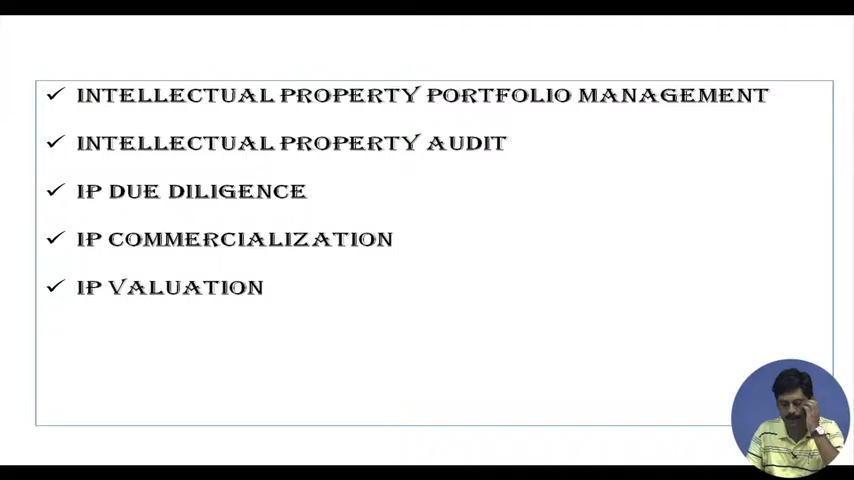 INTELLECTUAL PROPERTY PORTFOLIO MANAGEMENT
INTELLECTUAL PROPERTY AUDIT
IP DUE DILIGENCE
IP COMMERCIALIZATION
IP VALUATION